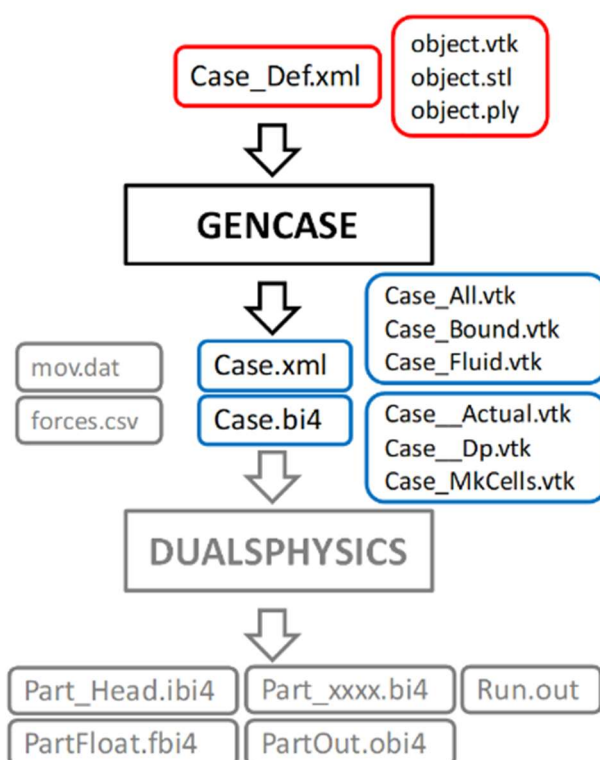 Case_Def.xml
object.vtk
object.stl
object.ply
GENCASE
Case_All.vtk
Case_Bound.vtk
Case_Fluid.vtk
mov.dat
Case.xml
forces.csv
Case.bi4
Case__Actual.vtk
Case__Dp.vtk
Case_MkCells.vtk
DUALSPHYSICS
Part_Head.ibi4
Part_xxxx.bi4
Run.out
PartFloat.fbi4
PartOut.obi4